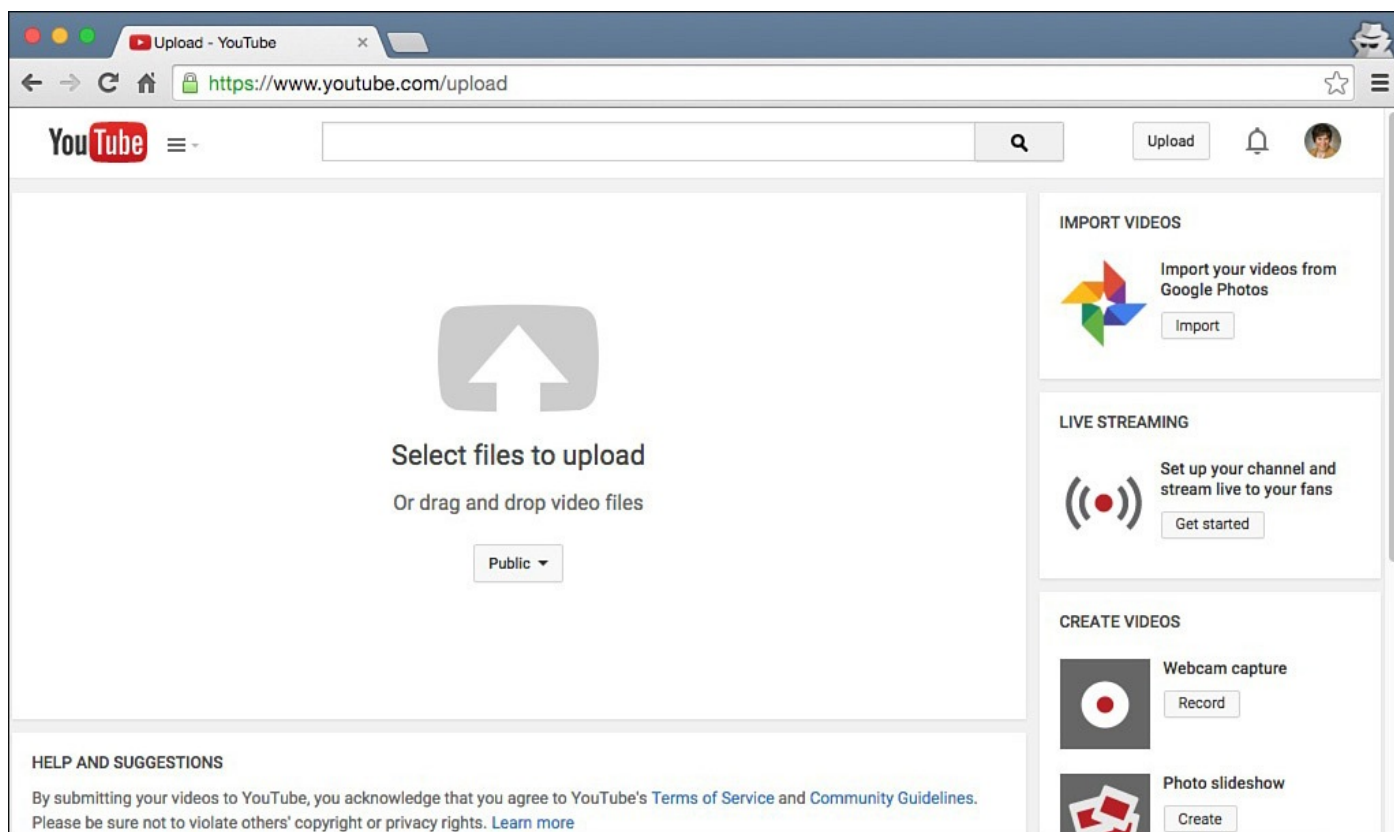 Upload - YouTube
https://www.youtube.com/upload
YouTube
Upload
Select files to upload
Or drag and drop video files
Public
HELP AND SUGGESTIONS
By submitting your videos to YouTube, you acknowledge that you agree to YouTube's Terms of Service and Community Guidelines.
Please be sure not to violate others' copyright or privacy rights. Learn more
IMPORT VIDEOS
Import your videos from
Google Photos
Import
LIVE STREAMING
Set up your channel and
stream live to your fans
Get started
CREATE VIDEOS
Webcam capture
Record
Photo slideshow
Create